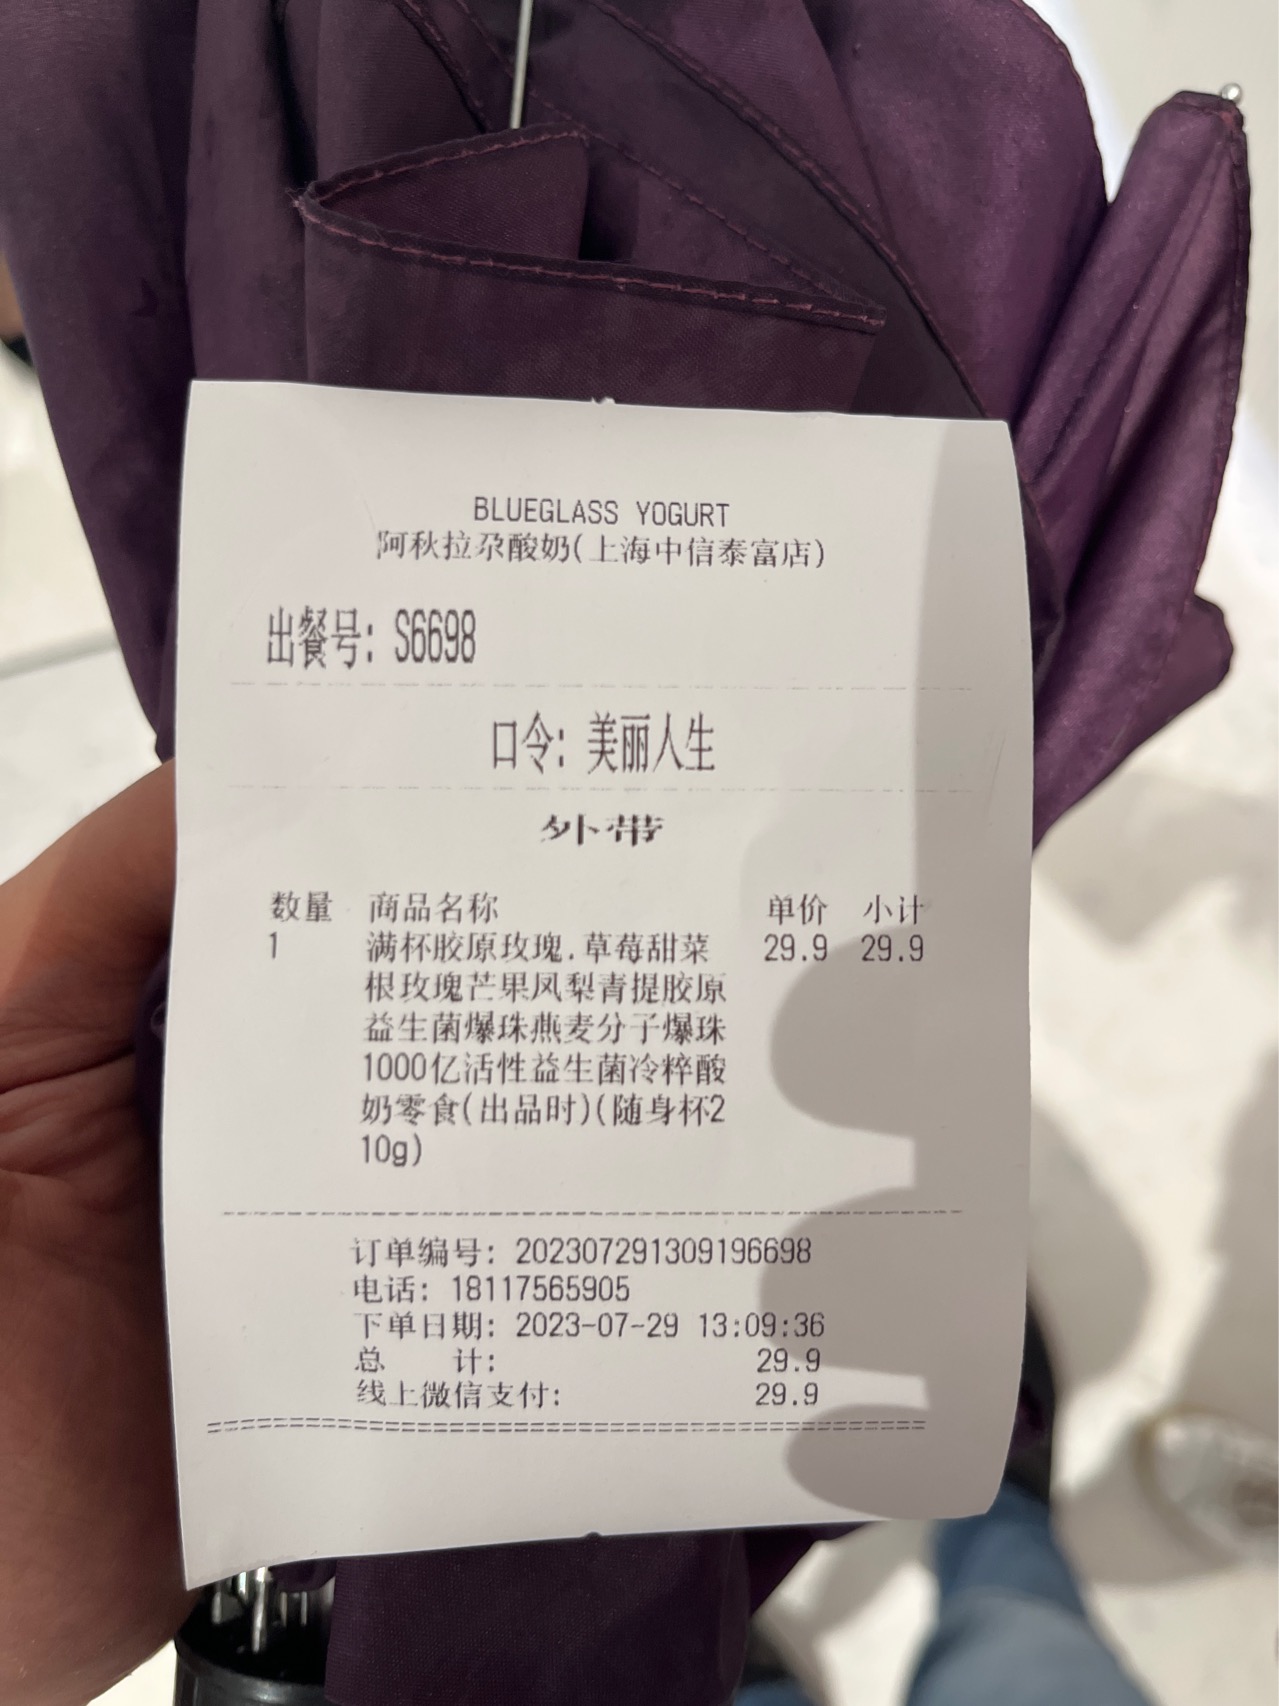 BLUEGLASS YOGURT
阿秋拉尕酸奶(上海中信泰富店)
出餐号: S6698
口令: 美丽人生
外带
数量 商品名称 单价 小计
1 满杯胶原玫瑰.草莓甜菜 29.9 29.9
根玫瑰芒果凤梨青提胶原
益生菌爆珠燕麦分子爆珠
1000亿活性益生菌冷粹酸
奶零食(出品时)(随身杯2
10g)
订单编号: 202307291309196698
电话: 18117565905
下单日期: 2023-07-29 13:09:36
总 计: 29.9
线上微信支付: 29.9